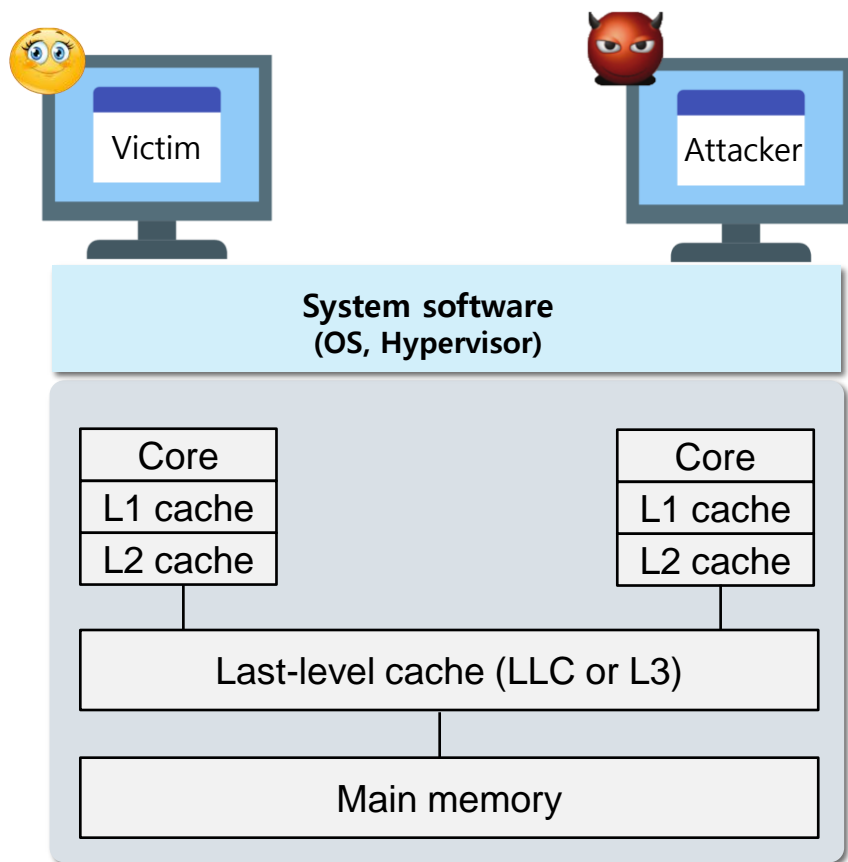 Victim
Attacker
System software
(OS, Hypervisor)
Core
L1 cache
L2 cache
Core
L1 cache
L2 cache
Last-level cache (LLC or L3)
Main memory